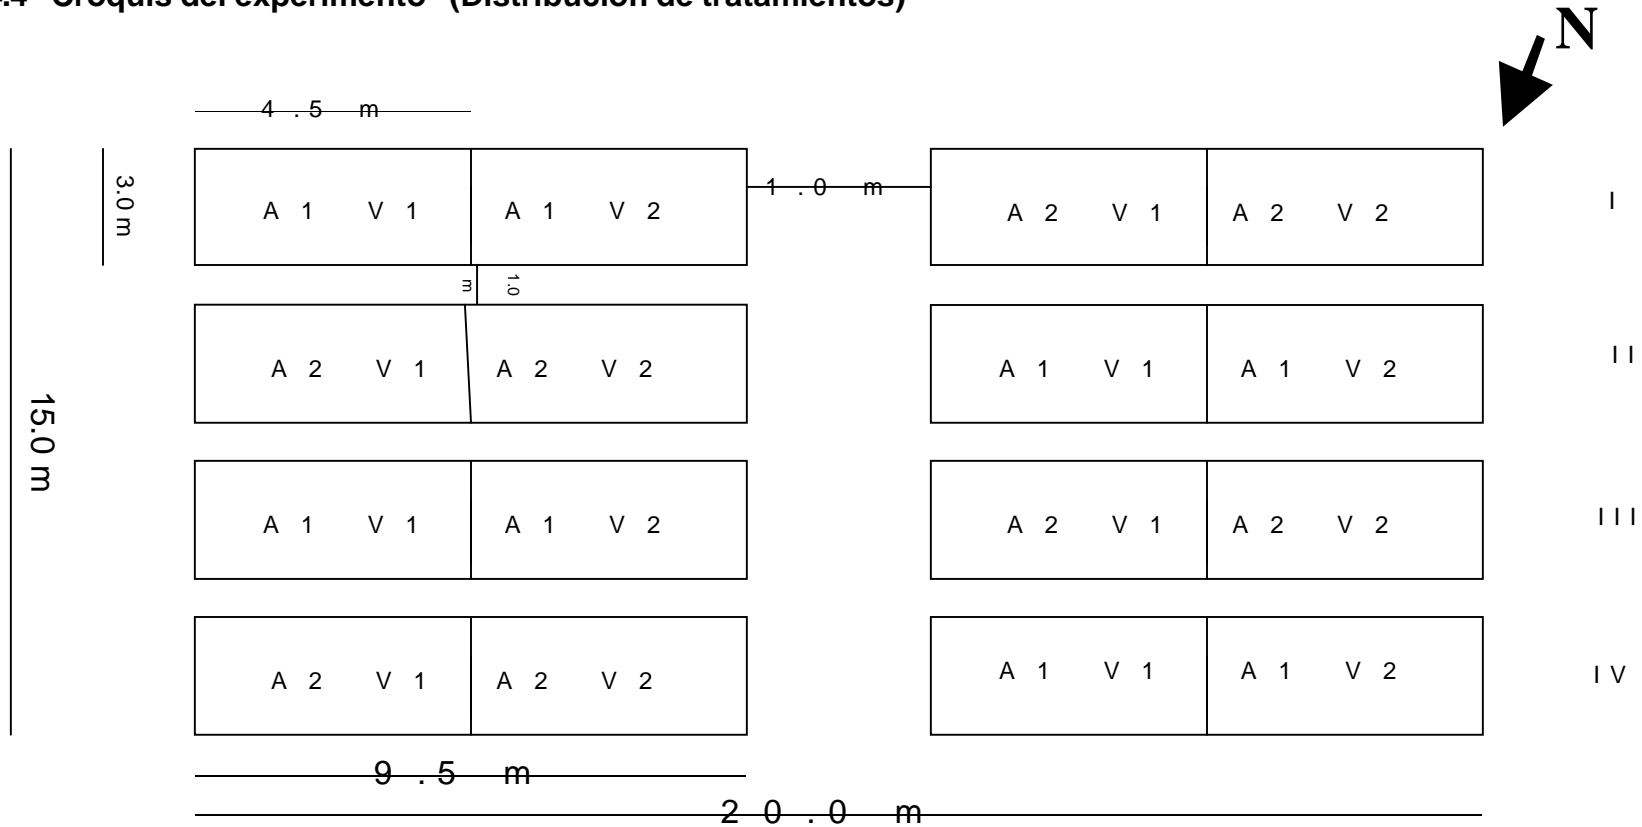 .4 Croquis del experimento (Distribución de tratamientos)
N
4.5 m
3.0 m
A1 V1 A1 V2 1.0 m A2 V1 A2 V2 I
1.0 m
A2 V1 A2 V2 A1 V1 A1 V2 II
15.0 m
A1 V1 A1 V2 A2 V1 A2 V2 III
A2 V1 A2 V2 A1 V1 A1 V2 IV
9.5 m
20.0 m